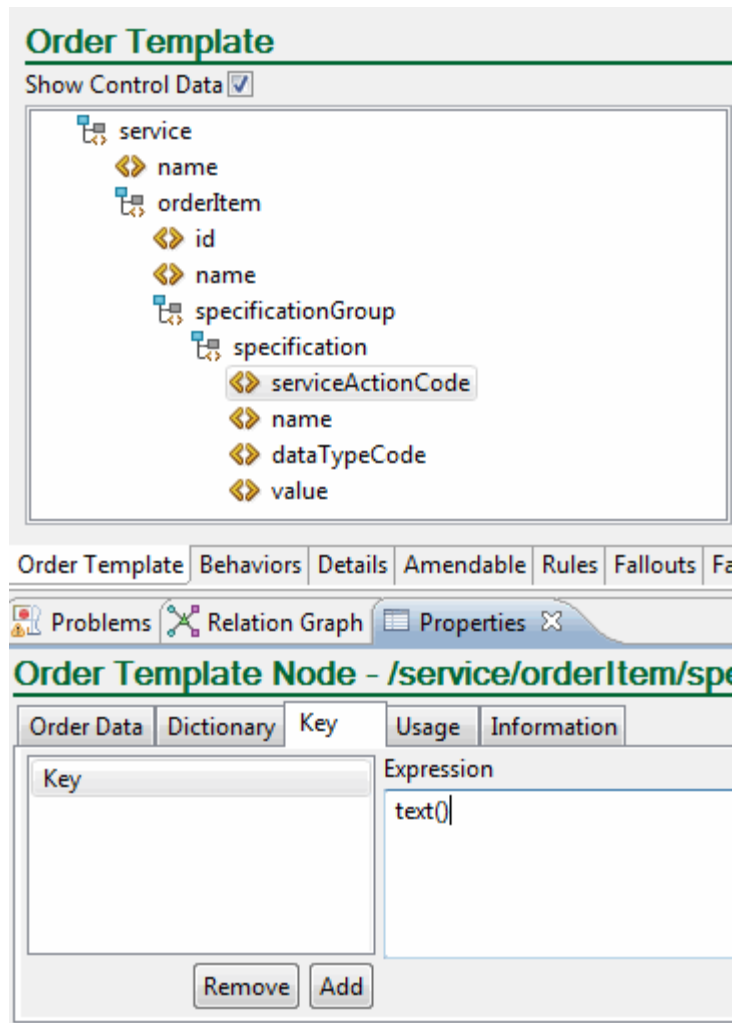 Order Template
Show Control Data
service
name
orderItem
id
name
specificationGroup
specification
serviceActionCode
name
dataTypeCode
value
Order Template Behaviors Details Amendable Rules Fallouts Fa
Problems Relation Graph Properties
Order Template Node - /service/orderItem/spe
Order Data Dictionary Key Usage Information
Key Expression
text()
Remove Add